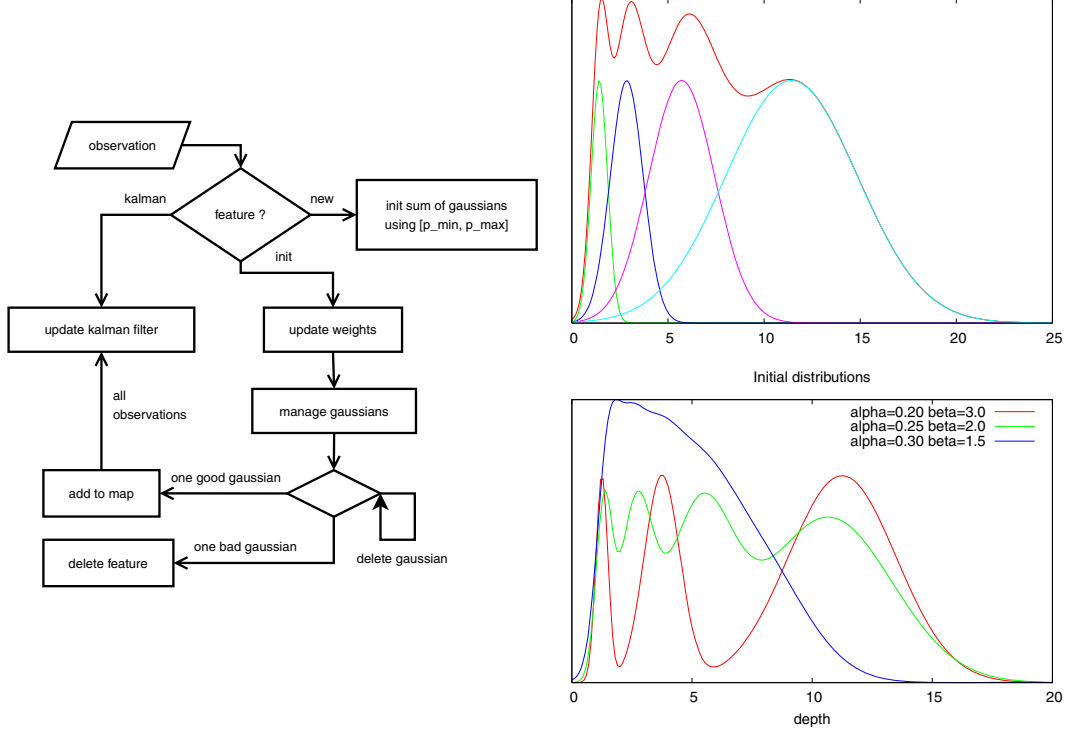 observation
kalman
feature ?
new
init sum of gaussians
using [p_min, p_max]
init
update kalman filter
update weights
all
observations
manage gaussians
one good gaussian
add to map
one bad gaussian
delete feature
delete gaussian
0 5 10 15 20 25
Initial distributions
alpha=0.20 beta=3.0
alpha=0.25 beta=2.0
alpha=0.30 beta=1.5
0 5 10 15 20
depth